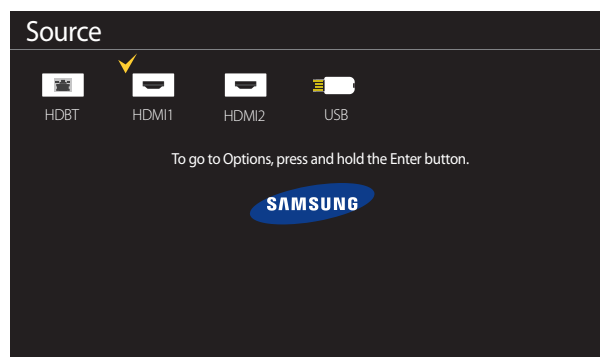 Source
HDBT HDMI1 HDMI2 USB
To go to Options, press and hold the Enter button.
SAMSUNG